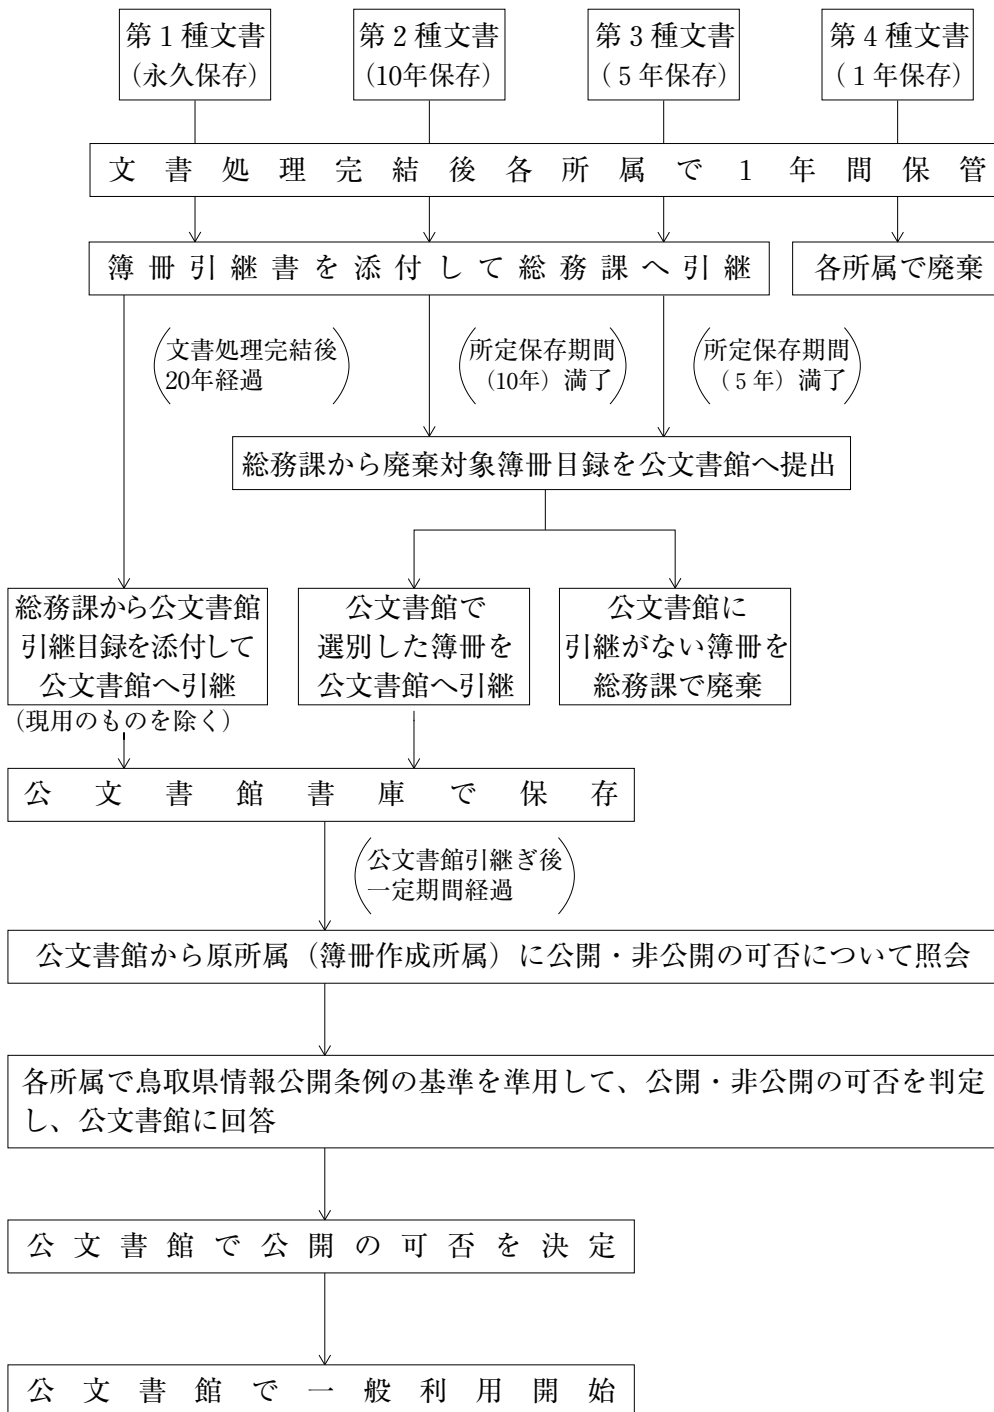 第1種文書
(永久保存)
第2種文書
(10年保存)
第3種文書
(5年保存)
第4種文書
(1年保存)
文書処理完結後各所属で1年間保管
簿冊引継書を添付して総務課へ引継
各所属で廃棄
文書処理完結後
20年経過
所定保存期間
(10年)満了
所定保存期間
(5年)満了
総務課から廃棄対象簿冊目録を公文書館へ提出
総務課から公文書館
引継目録を添付して
公文書館へ引継
(現用のものを除く)
公文書館で
選別した簿冊を
公文書館へ引継
公文書館に
引継がない簿冊を
総務課で廃棄
公文書館書庫で保存
公文書館引継ぎ後
一定期間経過
公文書館から原所属(簿冊作成所属)に公開・非公開の可否について照会
各所属で鳥取県情報公開条例の基準を準用して、公開・非公開の可否を判定
し、公文書館に回答
公文書館で公開の可否を決定
公文書館で一般利用開始